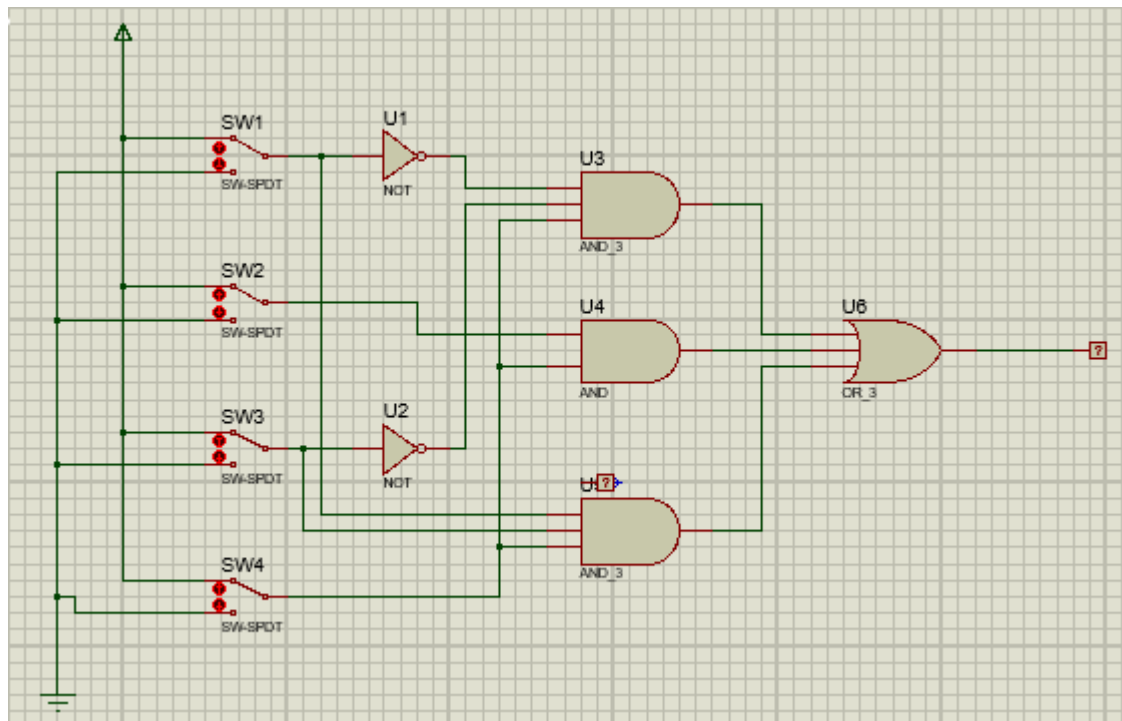 SW1
SW-SPDT
U1
NOT
U3
AND_3
SW2
SW-SPDT
U4
AND
U6
OR_3
?
SW3
SW-SPDT
U2
NOT
?
AND_3
SW4
SW-SPDT